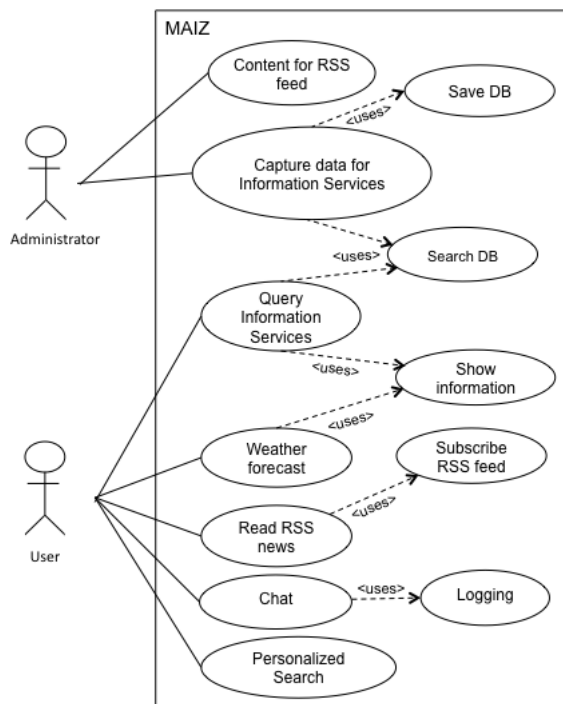 MAIZ
Content for RSS
feed
Save DB
<uses>
Capture data for
Information Services
Administrator
<uses>
Search DB
Query
Information
Services
<uses>
Show
information
<uses>
Weather
forecast
Subscribe
RSS feed
<uses>
Read RSS
news
User
<uses>
Chat
Logging
Personalized
Search